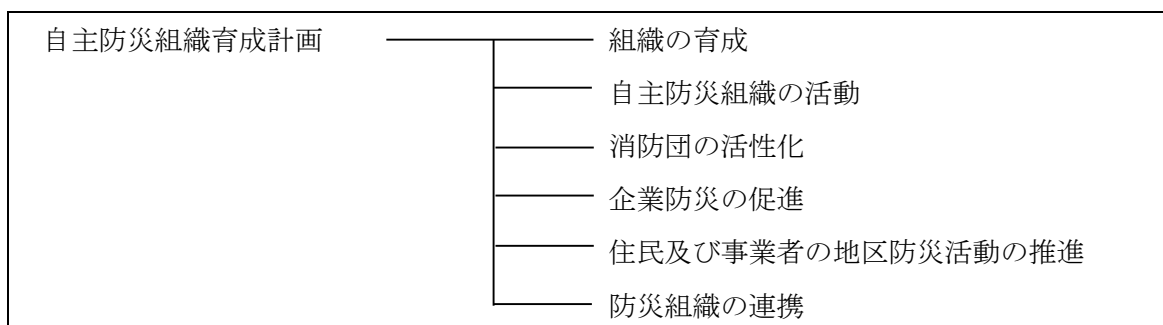 自主防災組織育成計画
組織の育成
自主防災組織の活動
消防団の活性化
企業防災の促進
住民及び事業者の地区防災活動の推進
防災組織の連携